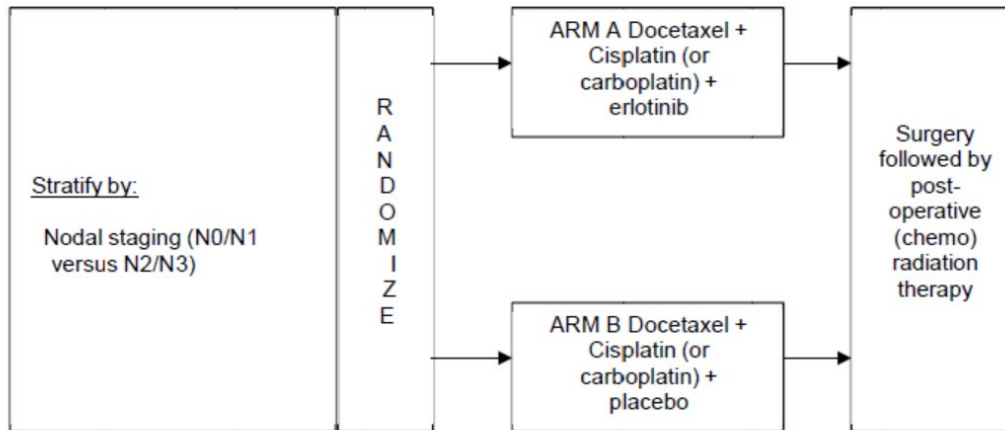 Stratify by:
Nodal staging (N0/N1
versus N2/N3)
R
A
N
D
O
M
I
Z
E
ARM A Docetaxel +
Cisplatin (or
carboplatin) +
erlotinib
ARM B Docetaxel +
Cisplatin (or
carboplatin) +
placebo
Surgery
followed by
post-
operative
(chemo)
radiation
therapy